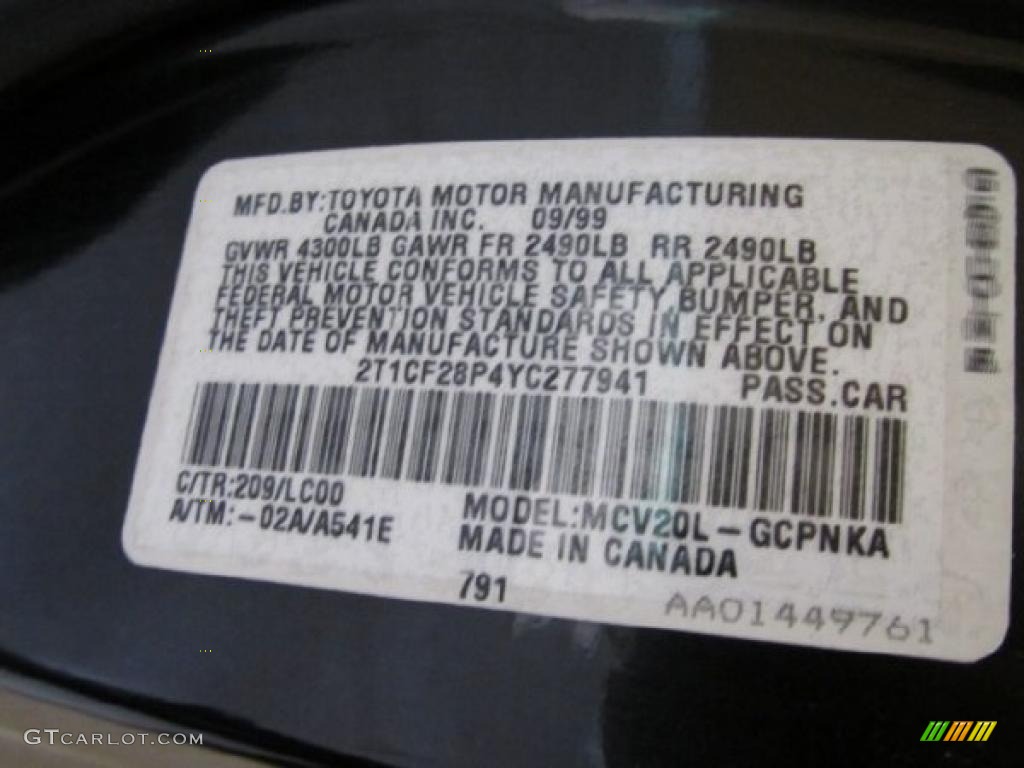 MFD.BY:TOYOTA MOTOR MANUFACTURING
CANADA INC. 09/99
GVWR 4300LB GAWR FR 2490LB RR 2490LB
THIS VEHICLE CONFORMS TO ALL APPLICABLE
FEDERAL MOTOR VEHICLE SAFETY, BUMPER, AND
THEFT PREVENTION STANDARDS IN EFFECT ON
THE DATE OF MANUFACTURE SHOWN ABOVE.
2T1CF28P4YC277941 PASS.CAR
C/TR:209/LC00
A/TM:-02A/A541E
MODEL:MCV20L-GCPNKA
MADE IN CANADA
791
AA01449761
GTCARLOT.COM